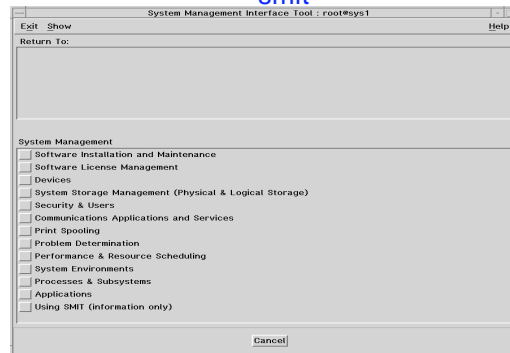 smit
System Management Interface Tool : root@sys1
Exit Show Help
Return To:
System Management
Software Installation and Maintenance
Software License Management
Devices
System Storage Management (Physical & Logical Storage)
Security & Users
Communications Applications and Services
Print Spooling
Problem Determination
Performance & Resource Scheduling
System Environments
Processes & Subsystems
Applications
Using SMIT (information only)
Cancel